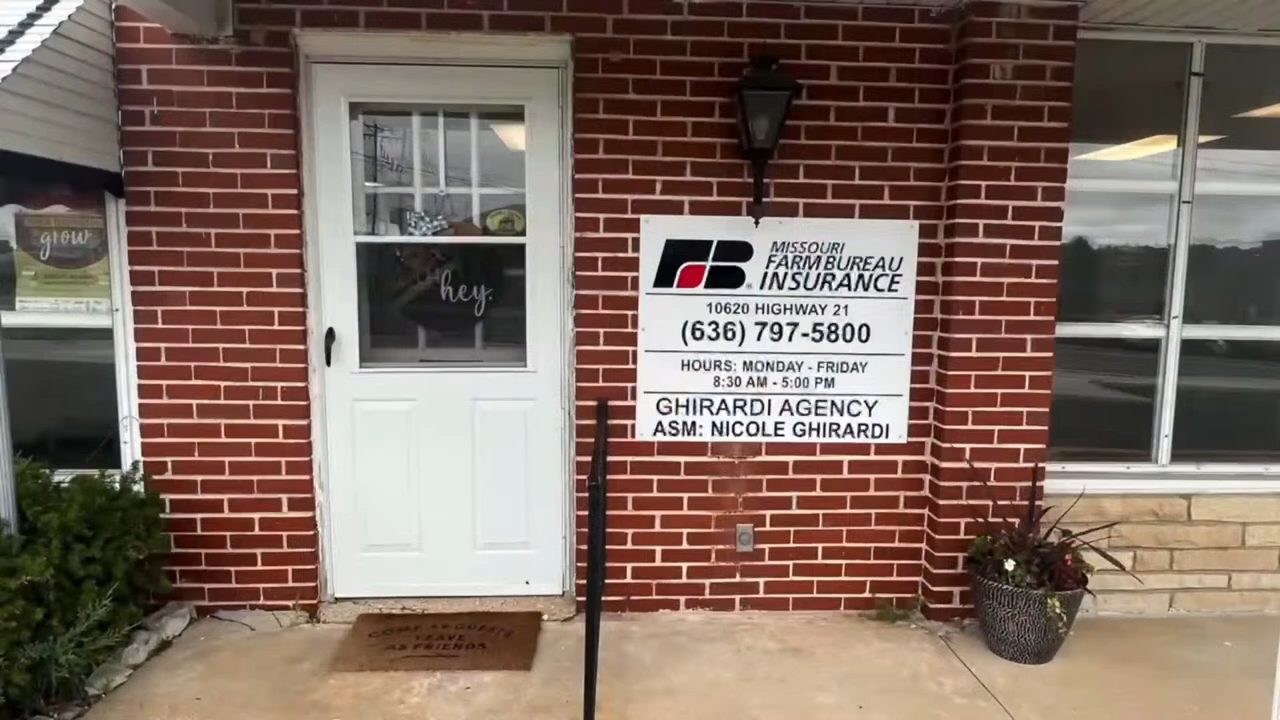 grow
hey.
FB
MISSOURI
FARM BUREAU
INSURANCE
10620 HIGHWAY 21
(636) 797-5800
HOURS: MONDAY - FRIDAY
8:30 AM - 5:00 PM
GHIRARDI AGENCY
ASM: NICOLE GHIRARDI
COME AS GUESTS
LEAVE
AS FRIENDS